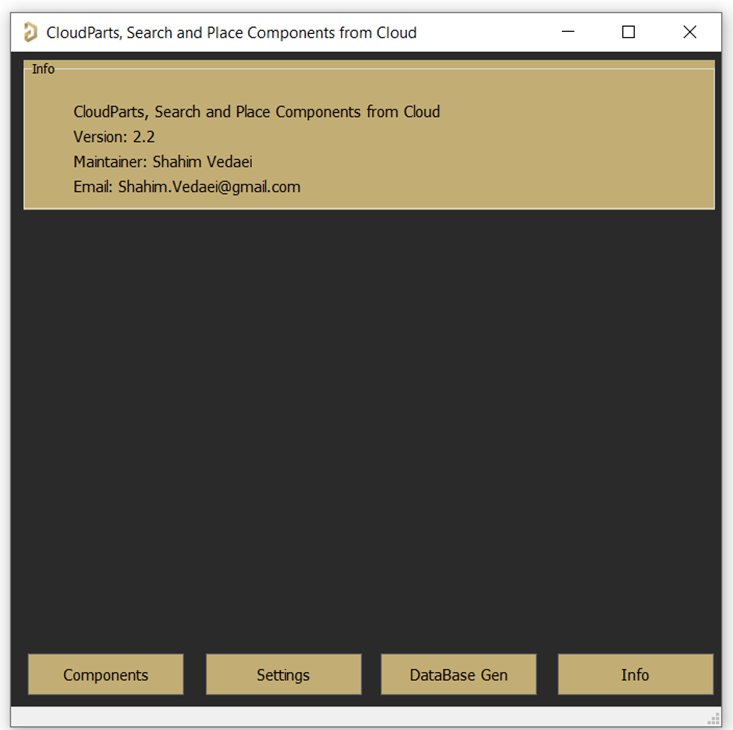 CloudParts, Search and Place Components from Cloud
Info
CloudParts, Search and Place Components from Cloud
Version: 2.2
Maintainer: Shahim Vedaei
Email: Shahim.Vedaei@gmail.com
Components
Settings
DataBase Gen
Info